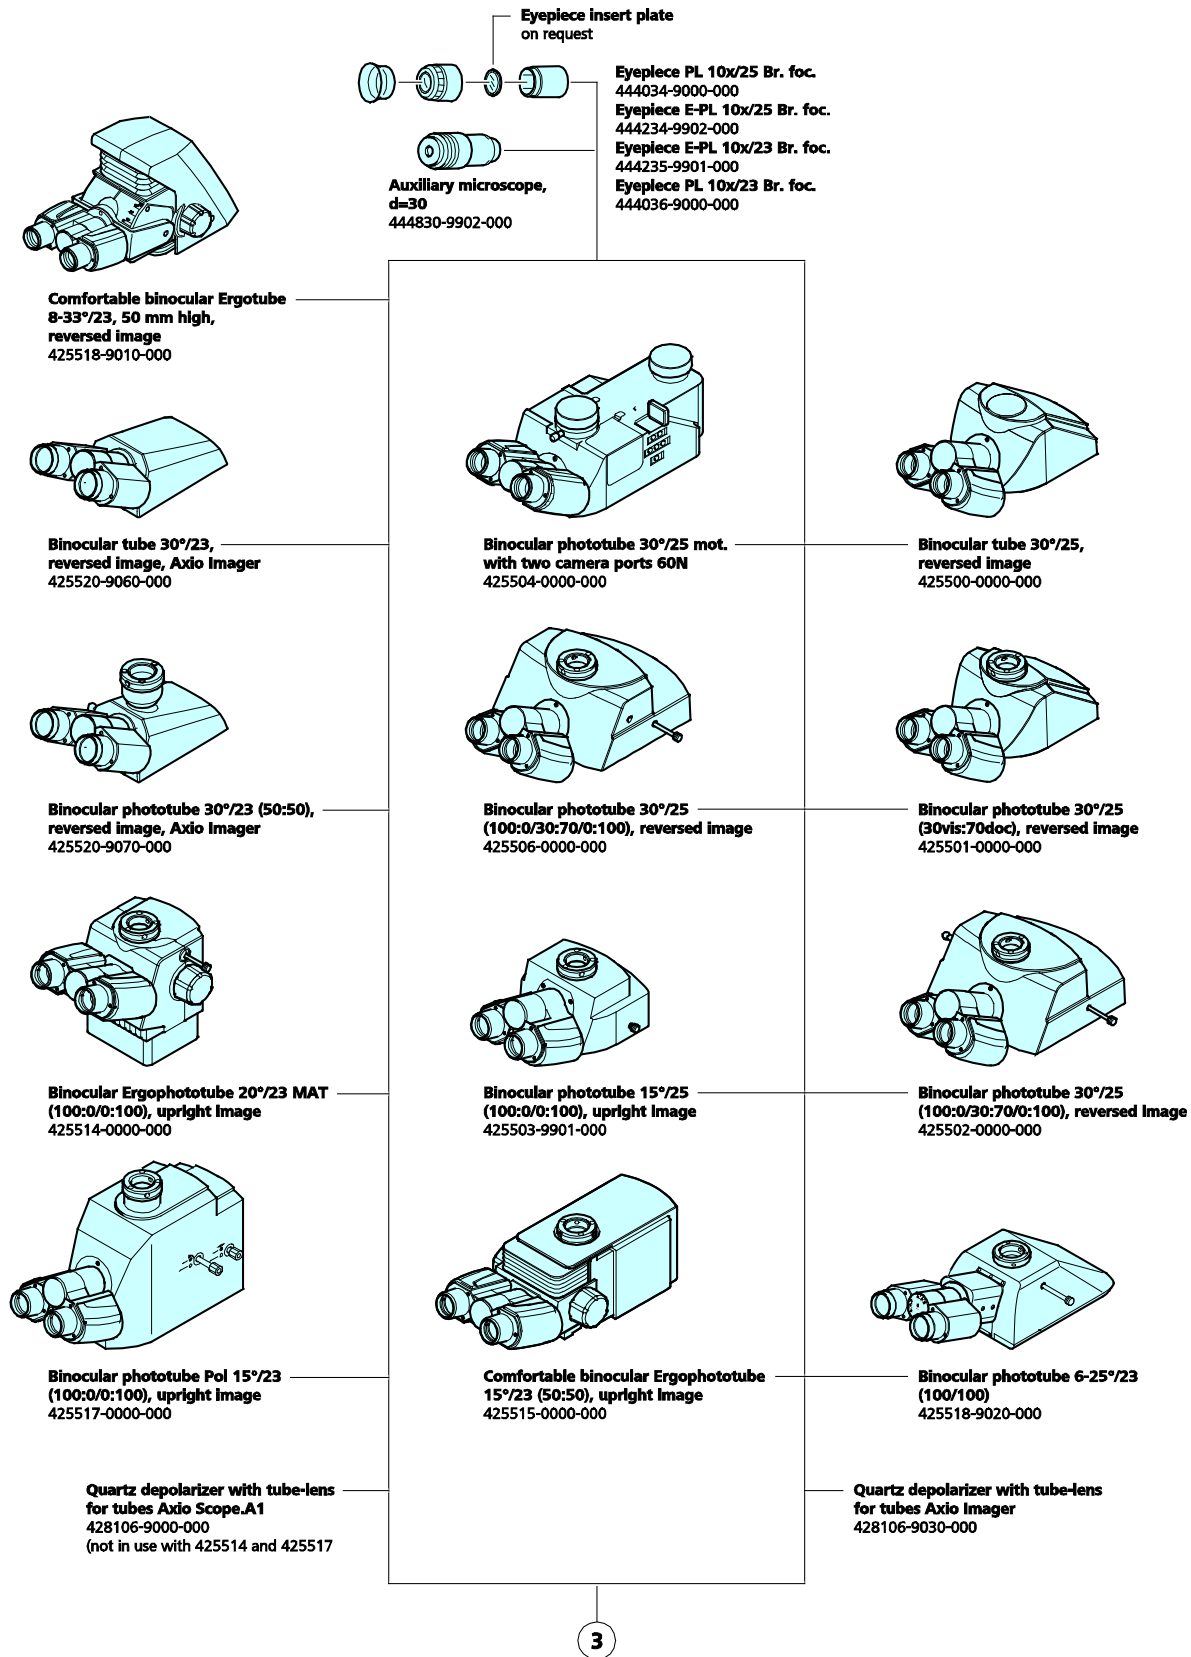 Eyepiece insert plate
on request
Eyepiece PL 10x/25 Br. foc.
444034-9000-000
Eyepiece E-PL 10x/25 Br. foc.
444234-9902-000
Eyepiece E-PL 10x/23 Br. foc.
444235-9901-000
Eyepiece PL 10x/23 Br. foc.
444036-9000-000
Auxiliary microscope,
d=30
444830-9902-000
Comfortable binocular Ergotube
8-33°/23, 50 mm high,
reversed image
425518-9010-000
Binocular tube 30°/23,
reversed image, Axio Imager
425520-9060-000
Binocular phototube 30°/25 mot.
with two camera ports 60N
425504-0000-000
Binocular tube 30°/25,
reversed image
425500-0000-000
Binocular phototube 30°/23 (50:50),
reversed image, Axio Imager
425520-9070-000
Binocular phototube 30°/25
(100:0/30:70/0:100), reversed image
425506-0000-000
Binocular phototube 30°/25
(30vis:70doc), reversed image
425501-0000-000
Binocular Ergophototube 20°/23 MAT
(100:0/0:100), upright image
425514-0000-000
Binocular phototube 15°/25
(100:0/0:100), upright image
425503-9901-000
Binocular phototube 30°/25
(100:0/30:70/0:100), reversed image
425502-0000-000
Binocular phototube Pol 15°/23
(100:0/0:100), upright image
425517-0000-000
Comfortable binocular Ergophototube
15°/23 (50:50), upright image
425515-0000-000
Binocular phototube 6-25°/23
(100/100)
425518-9020-000
Quartz depolarizer with tube-lens
for tubes Axio Scope.A1
428106-9000-000
(not in use with 425514 and 425517
Quartz depolarizer with tube-lens
for tubes Axio Imager
428106-9030-000
3